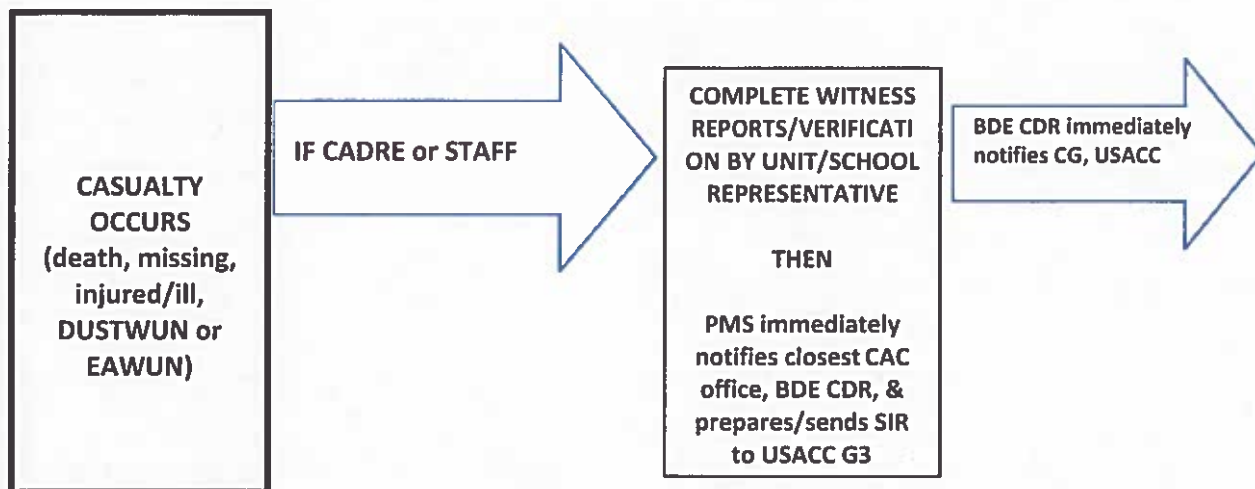 CASUALTY
OCCURS
(death, missing,
injured/ill,
DUSTWUN or
EAWUN)
IF CADRE or STAFF
COMPLETE WITNESS
REPORTS/VERIFICATI
ON BY UNIT/SCHOOL
REPRESENTATIVE
THEN
PMS immediately
notifies closest CAC
office, BDE CDR, &
prepares/sends SIR
to USACC G3
BDE CDR immediately
notifies CG, USACC